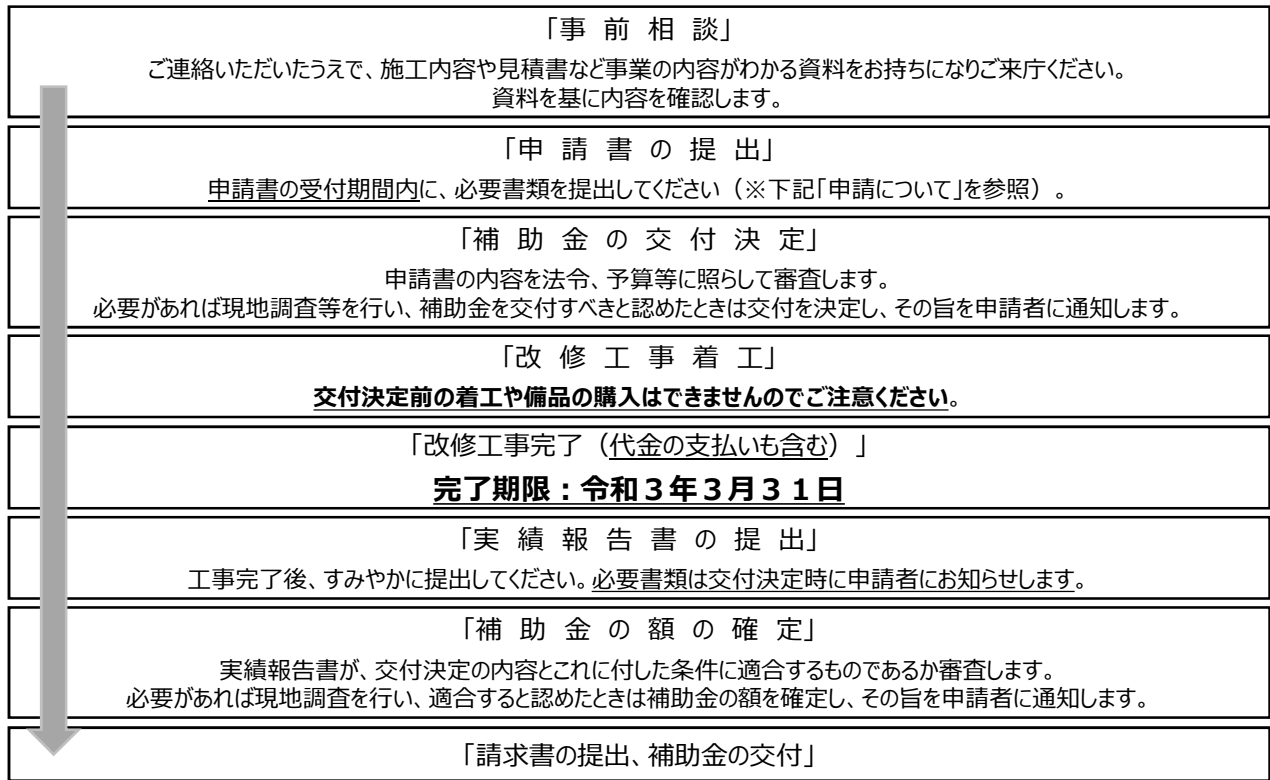 「事 前 相 談」
ご連絡いただいたうえで、施工内容や見積書など事業の内容がわかる資料をお持ちになりご来庁ください。
資料を基に内容を確認します。
「申 請 書 の 提 出」
申請書の受付期間内に、必要書類を提出してください（※下記「申請について」を参照）。
「補 助 金 の 交 付 決 定」
申請書の内容を法令、予算等に照らして審査します。
必要があれば現地調査等を行い、補助金を交付すべきと認めたときは交付を決定し、その旨を申請者に通知します。
「改 修 工 事 着 工」
交付決定前の着工や備品の購入はできませんのでご注意ください。
「改修工事完了（代金の支払いも含む）」
完了期限：令和３年３月３１日
「実 績 報 告 書 の 提 出」
工事完了後、すみやかに提出してください。必要書類は交付決定時に申請者にお知らせします。
「補 助 金 の 額 の 確 定」
実績報告書が、交付決定の内容とこれに付した条件に適合するものであるか審査します。
必要があれば現地調査を行い、適合すると認めたときは補助金の額を確定し、その旨を申請者に通知します。
「請求書の提出、補助金の交付」